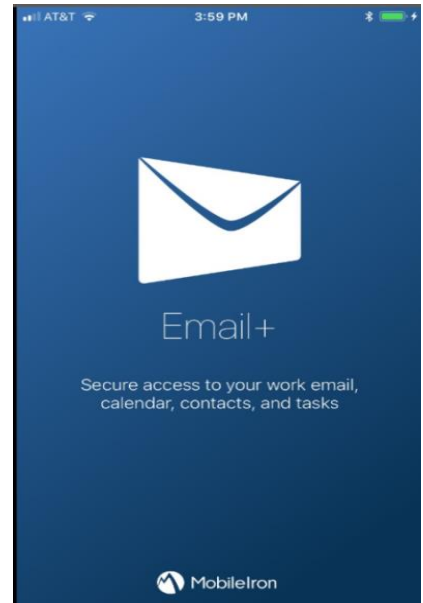 AT&T 3:59 PM
Email+
Secure access to your work email,
calendar, contacts, and tasks
MobileIron